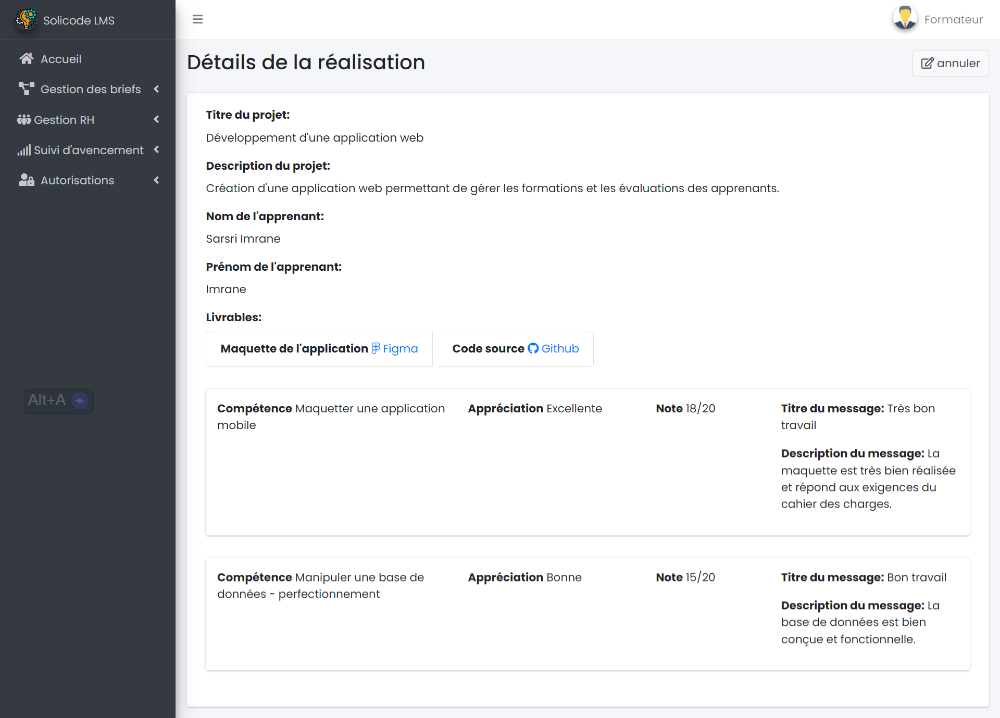 Solicode LMS
Formateur
Accueil
Gestion des briefs
Gestion RH
Suivi d'avencement
Autorisations
Alt+A
Détails de la réalisation
annuler
Titre du projet:
Développement d'une application web
Description du projet:
Création d'une application web permettant de gérer les formations et les évaluations des apprenants.
Nom de l'apprenant:
Sarsri Imrane
Prénom de l'apprenant:
Imrane
Livrables:
Maquette de l'application Figma
Code source Github
Compétence Maquetter une application
mobile
Appréciation Excellente
Note 18/20
Titre du message: Très bon
travail
Description du message: La
maquette est très bien réalisée
et répond aux exigences du
cahier des charges.
Compétence Manipuler une base de
données - perfectionnement
Appréciation Bonne
Note 15/20
Titre du message: Bon travail
Description du message: La
base de données est bien
conçue et fonctionnelle.